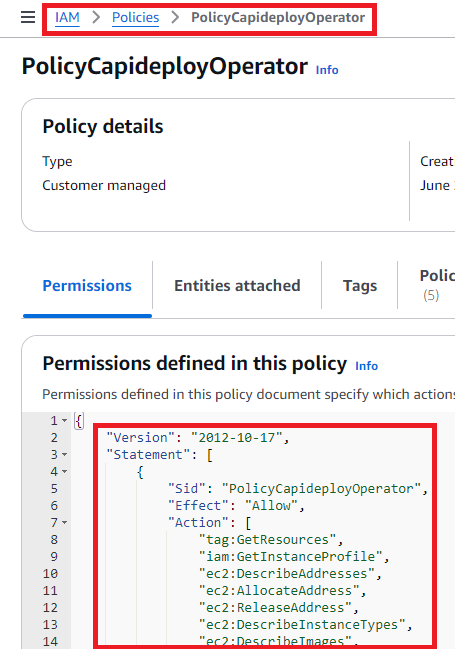 IAM > Policies > PolicyCapideployOperator
PolicyCapideployOperator Info
Policy details
Type
Customer managed
Creat
June
Permissions
Entities attached
Tags
Polic
(5)
Permissions defined in this policy Info
Permissions defined in this policy document specify which actions
1 {
2 "Version": "2012-10-17",
3 "Statement": [
4 {
5 "Sid": "PolicyCapideployOperator",
6 "Effect": "Allow",
7 "Action": [
8 "tag:GetResources",
9 "iam:GetInstanceProfile",
10 "ec2:DescribeAddresses",
11 "ec2:AllocateAddress",
12 "ec2:ReleaseAddress",
13 "ec2:DescribeInstanceTypes",
14 "ec2:DescribeImages",